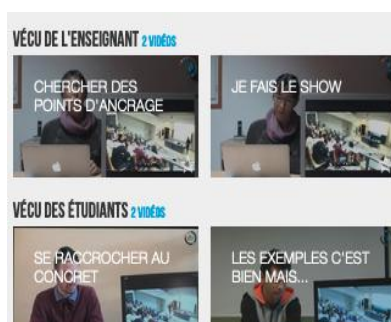 VÉCU DE L'ENSEIGNANT 2 VIDÉOS
CHERCHER DES
POINTS D'ANCRAGE
JE FAIS LE SHOW
VÉCU DES ÉTUDIANTS 2 VIDÉOS
SE RACCROCHER AU
CONCRET
LES EXEMPLES C'EST
BIEN MAIS...